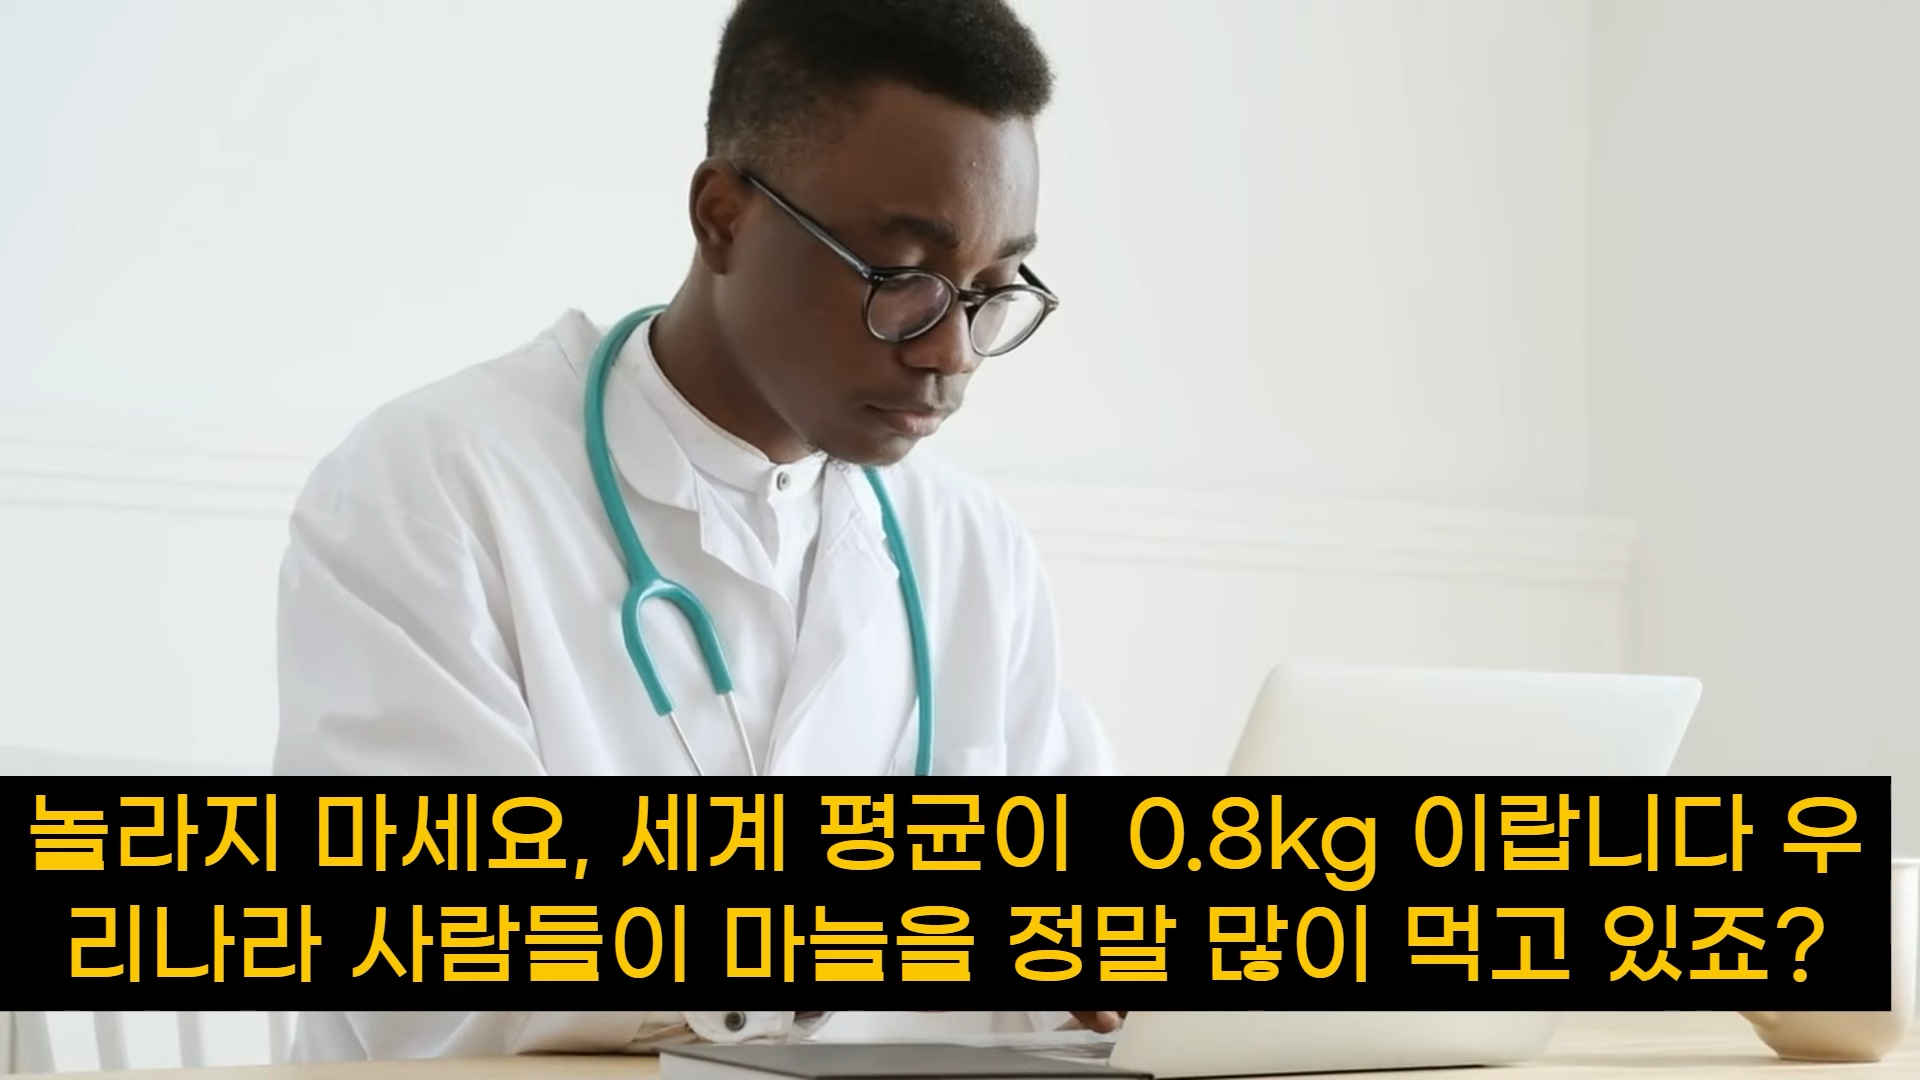 놀라지 마세요, 세계 평균이  0.8kg 이랍니다 우
리나라 사람들이 마늘을 정말 많이 먹고 있죠?